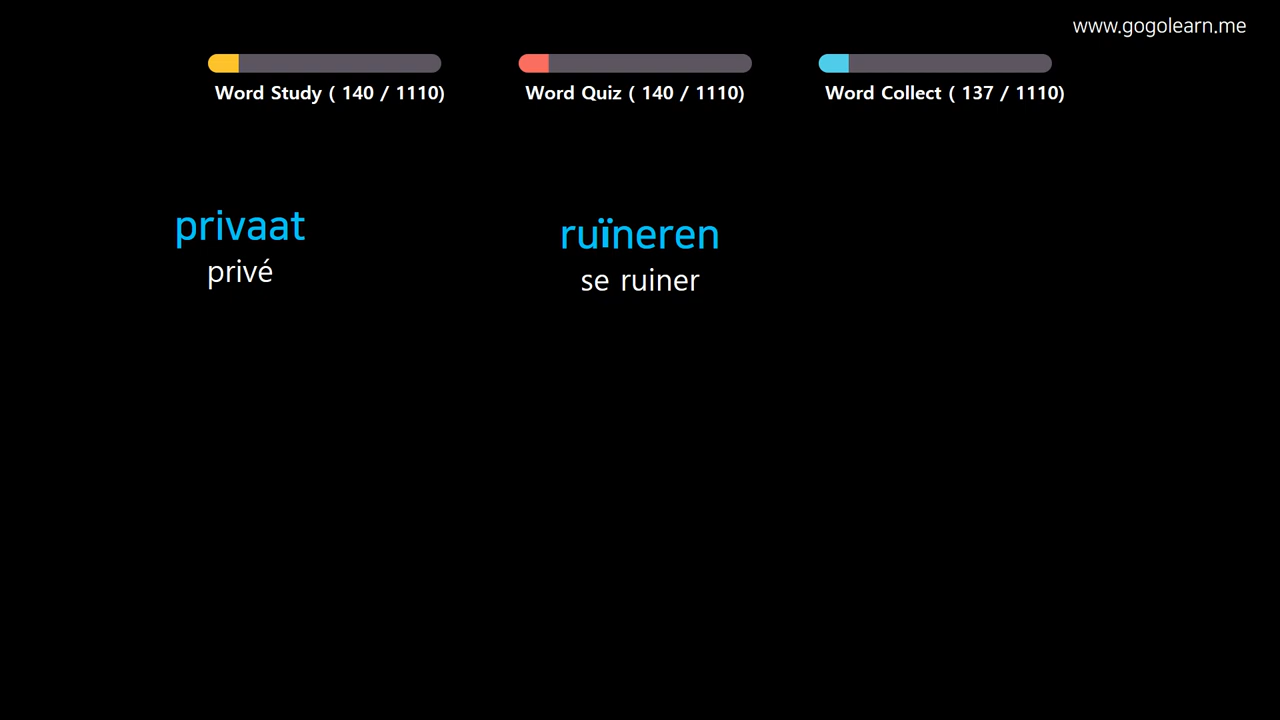 www.gogolearn.me
Word Study ( 140 / 1110)
Word Quiz ( 140 / 1110)
Word Collect ( 137 / 1110)
privaat
privé
ruïneren
se ruiner